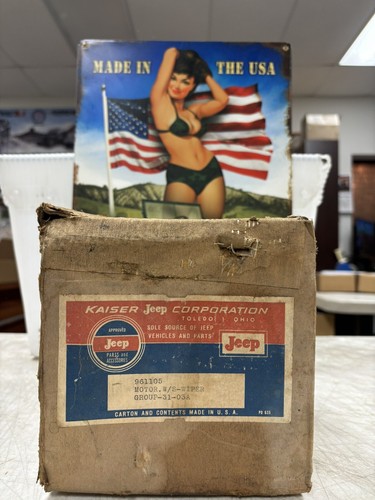 MADE IN THE USA
KAISER Jeep CORPORATION
TOLEDO 1, OHIO
SOLE SOURCE OF JEEP
VEHICLES AND PARTS
APPROVED
Jeep
PARTS AND
ACCESSORIES
Jeep
961105
MOTOR,W/S-WIPER
GROUP-31-03A
CARTON AND CONTENTS MADE IN U. S. A.